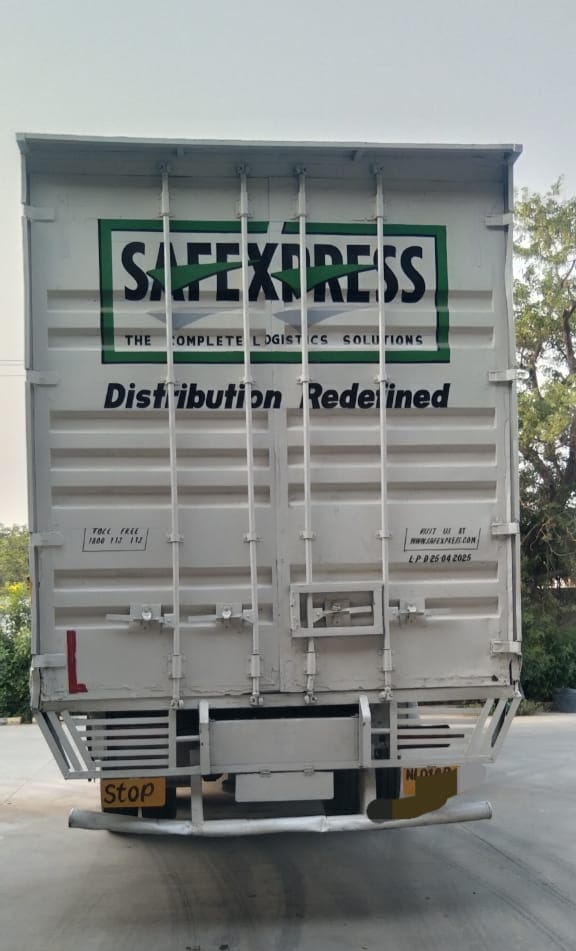 SAFEXPRESS
THE COMPLETE LOGISTICS SOLUTIONS
Distribution Redefined
TOLL FREE
1800 113 113
VISIT US AT
WWW.SAFEXPRESS.COM
L-P-D 25-04-2025
L
Stop